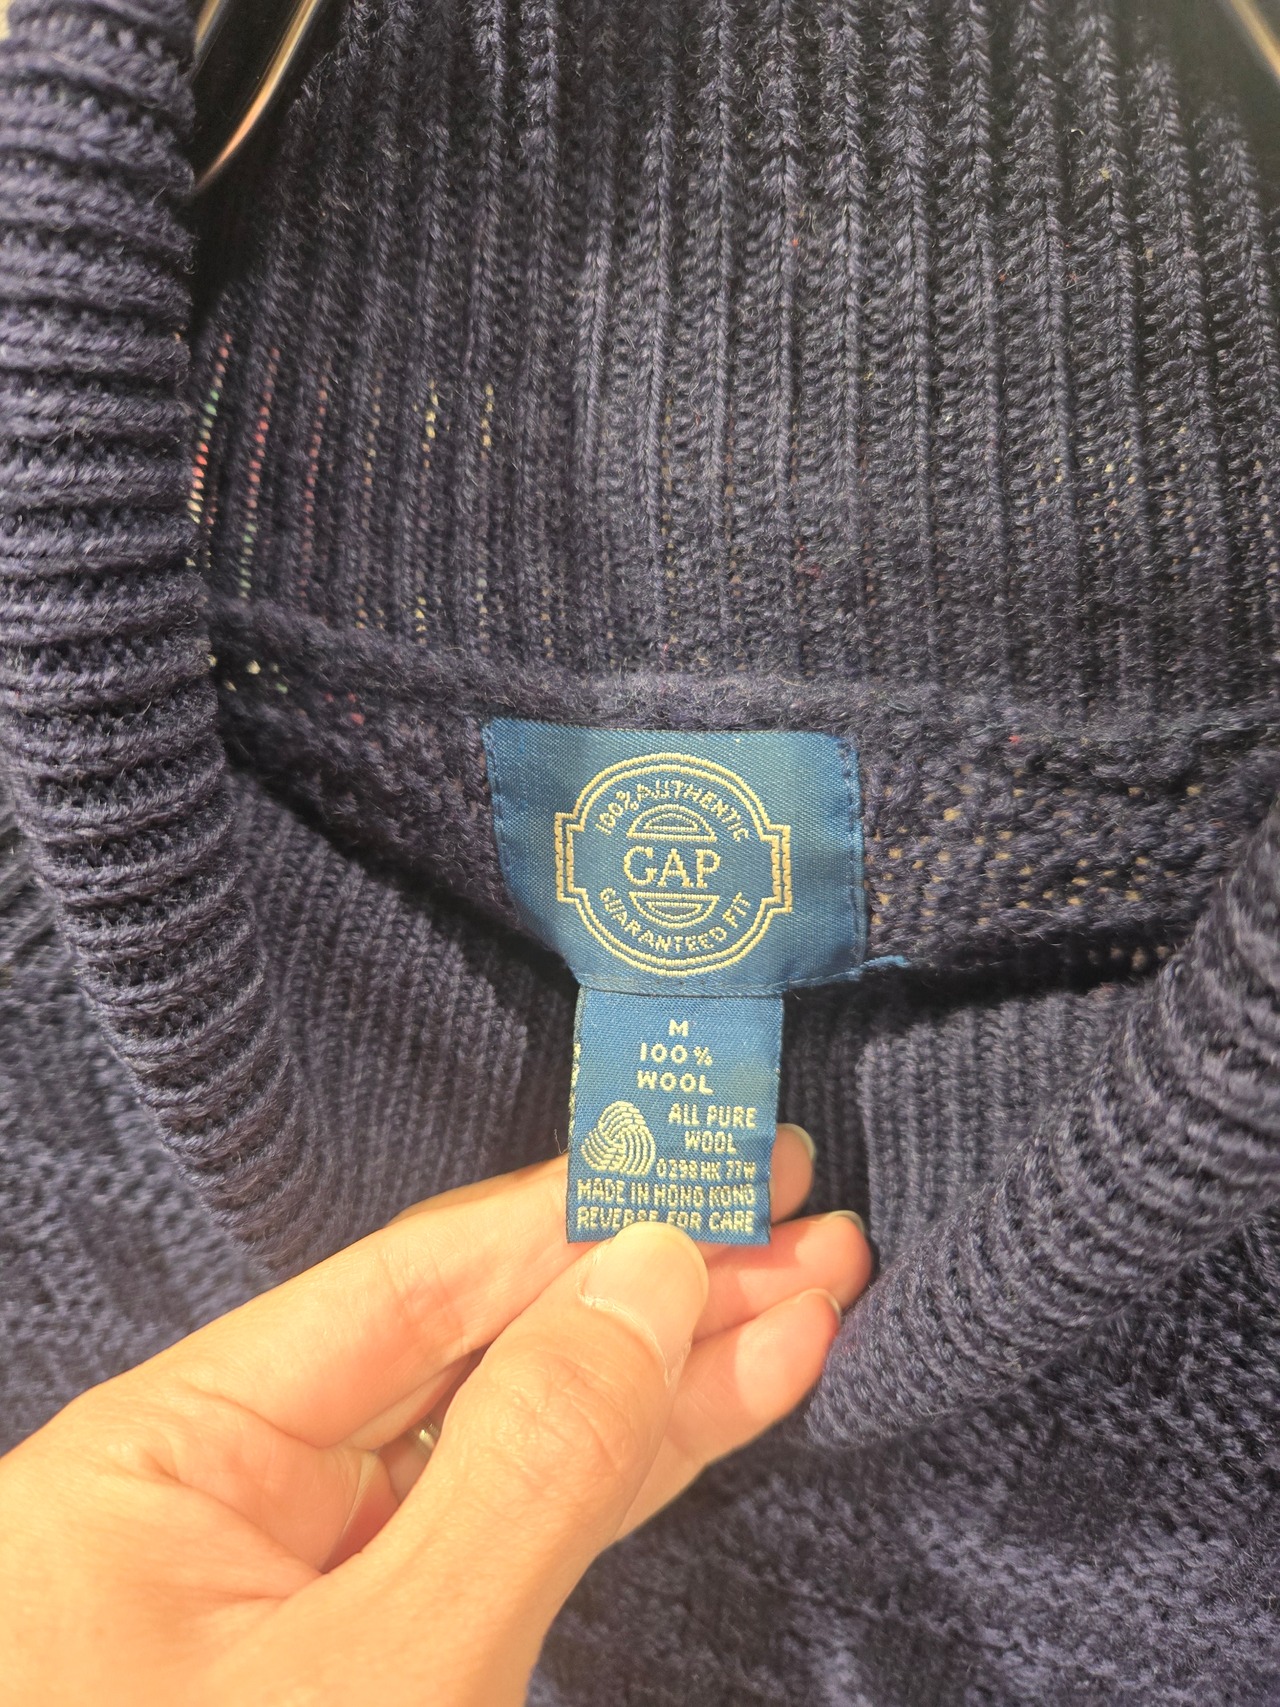 100% AUTHENTIC
GAP
GUARANTEED FIT
M
100%
WOOL
ALL PURE
WOOL
0298 HK 77W
MADE IN HONG KONG
REVERSE FOR CARE